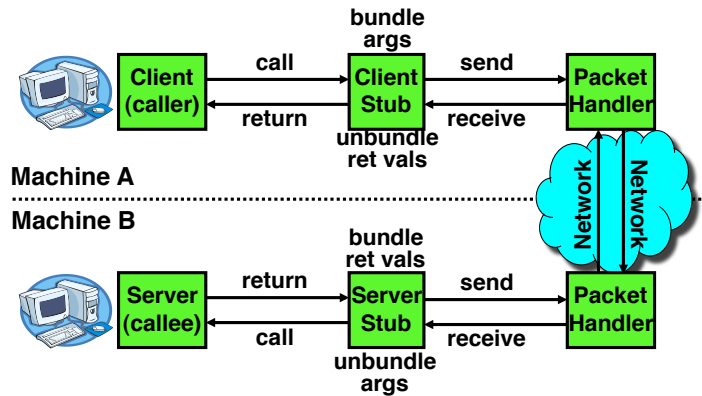 bundle
args
Client
(caller)
call
return
Client
Stub
send
receive
Packet
Handler
unbundle
ret vals
Machine A
Network
Network
Machine B
bundle
ret vals
Server
(callee)
return
call
Server
Stub
send
receive
Packet
Handler
unbundle
args